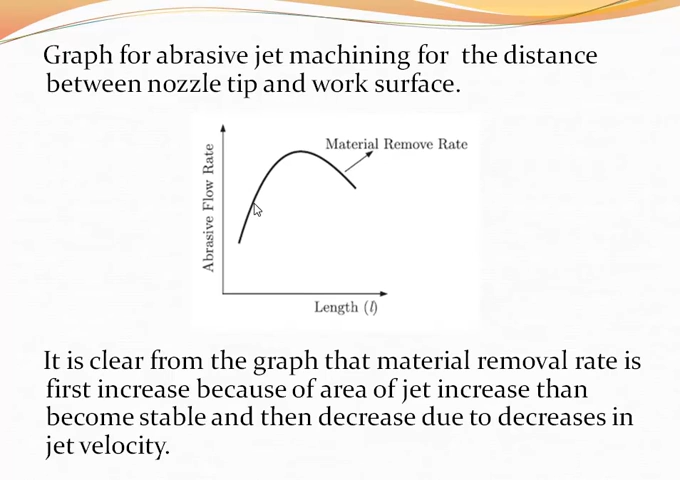 Graph for abrasive jet machining for the distance
between nozzle tip and work surface.
Material Remove Rate
Abrasive Flow Rate
Length (l)
It is clear from the graph that material removal rate is
first increase because of area of jet increase than
become stable and then decrease due to decreases in
jet velocity.